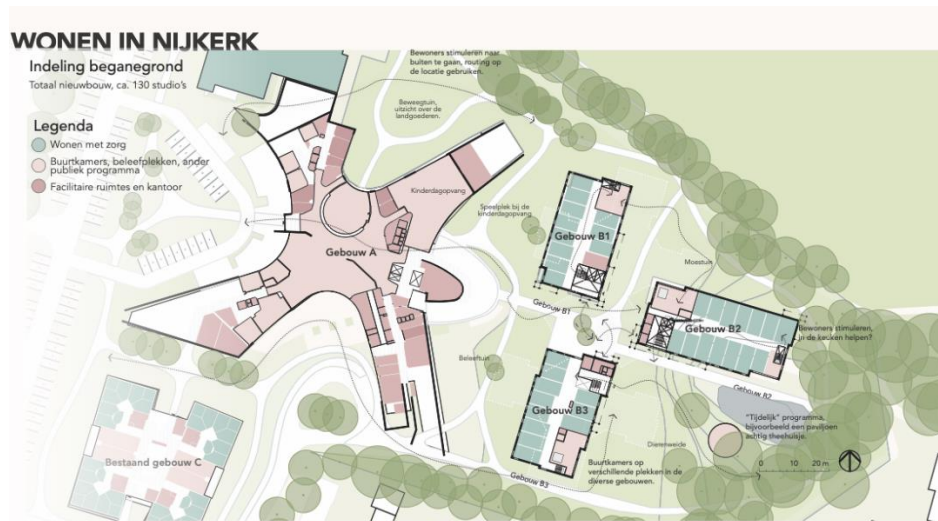 WONEN IN NIJKERK
Indeling beganegrond
Totaal nieuwbouw, ca. 130 studio's
Legenda
Wonen met zorg
Buurtkamers, beleefplekken, ander
publiek programma
Facilitaire ruimtes en kantoor
Bewoners stimuleren naar
buiten te gaan, routing op
de locatie gebruiken.
Beweegtuin,
uitzicht over de
landgoederen.
Kinderdagopvang
Speelplek bij de
kinderdagopvang
Gebouw A
Gebouw B1
Moestuin
Gebouw B1
Gebouw B2
Bewoners stimuleren,
in de keuken helpen?
Beleeftuin
Gebouw B2
Gebouw B3
"Tijdelijk" programma,
bijvoorbeeld een paviljoen
achtig theehuisje.
Dierenweide
Bestaand gebouw C
Buurtkamers op
verschillende plekken in de
diverse gebouwen.
Gebouw B3
0 10 20 m